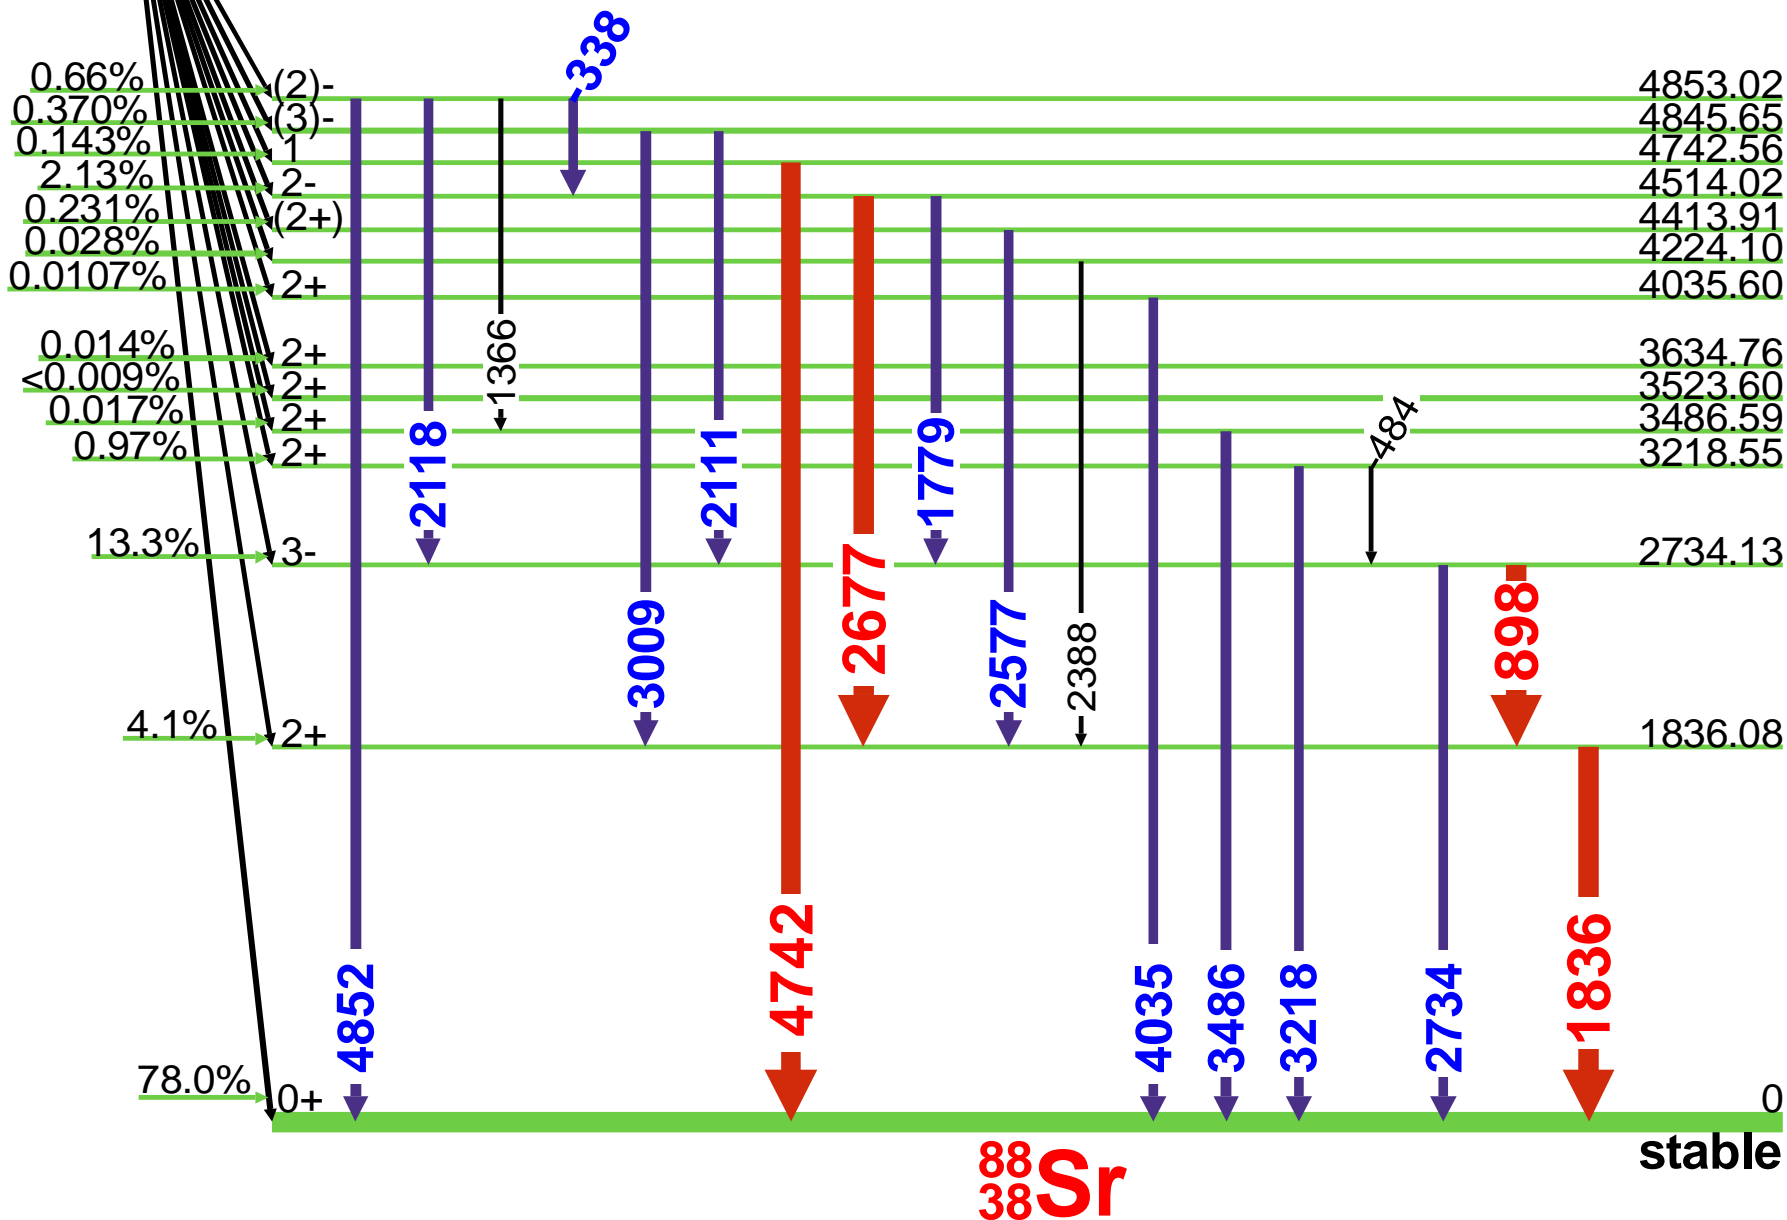 338
0.66% (2)- 4853.02
0.370% (3)- 4845.65
0.143% 1 4742.56
2.13% 2- 4514.02
0.231% (2+) 4413.91
0.028% 4224.10
0.0107% 2+ 4035.60
0.014% 2+ 3634.76
<0.009% 2+ 3523.60
0.017% 2+ 3486.59
0.97% 2+ 3218.55
1366
484
2118
2111
1779
13.3% 3- 2734.13
3009
2677
2577
2388
898
4.1% 2+ 1836.08
4852
4742
4035
3486
3218
2734
1836
78.0% 0+ 0
stable
88
38 Sr